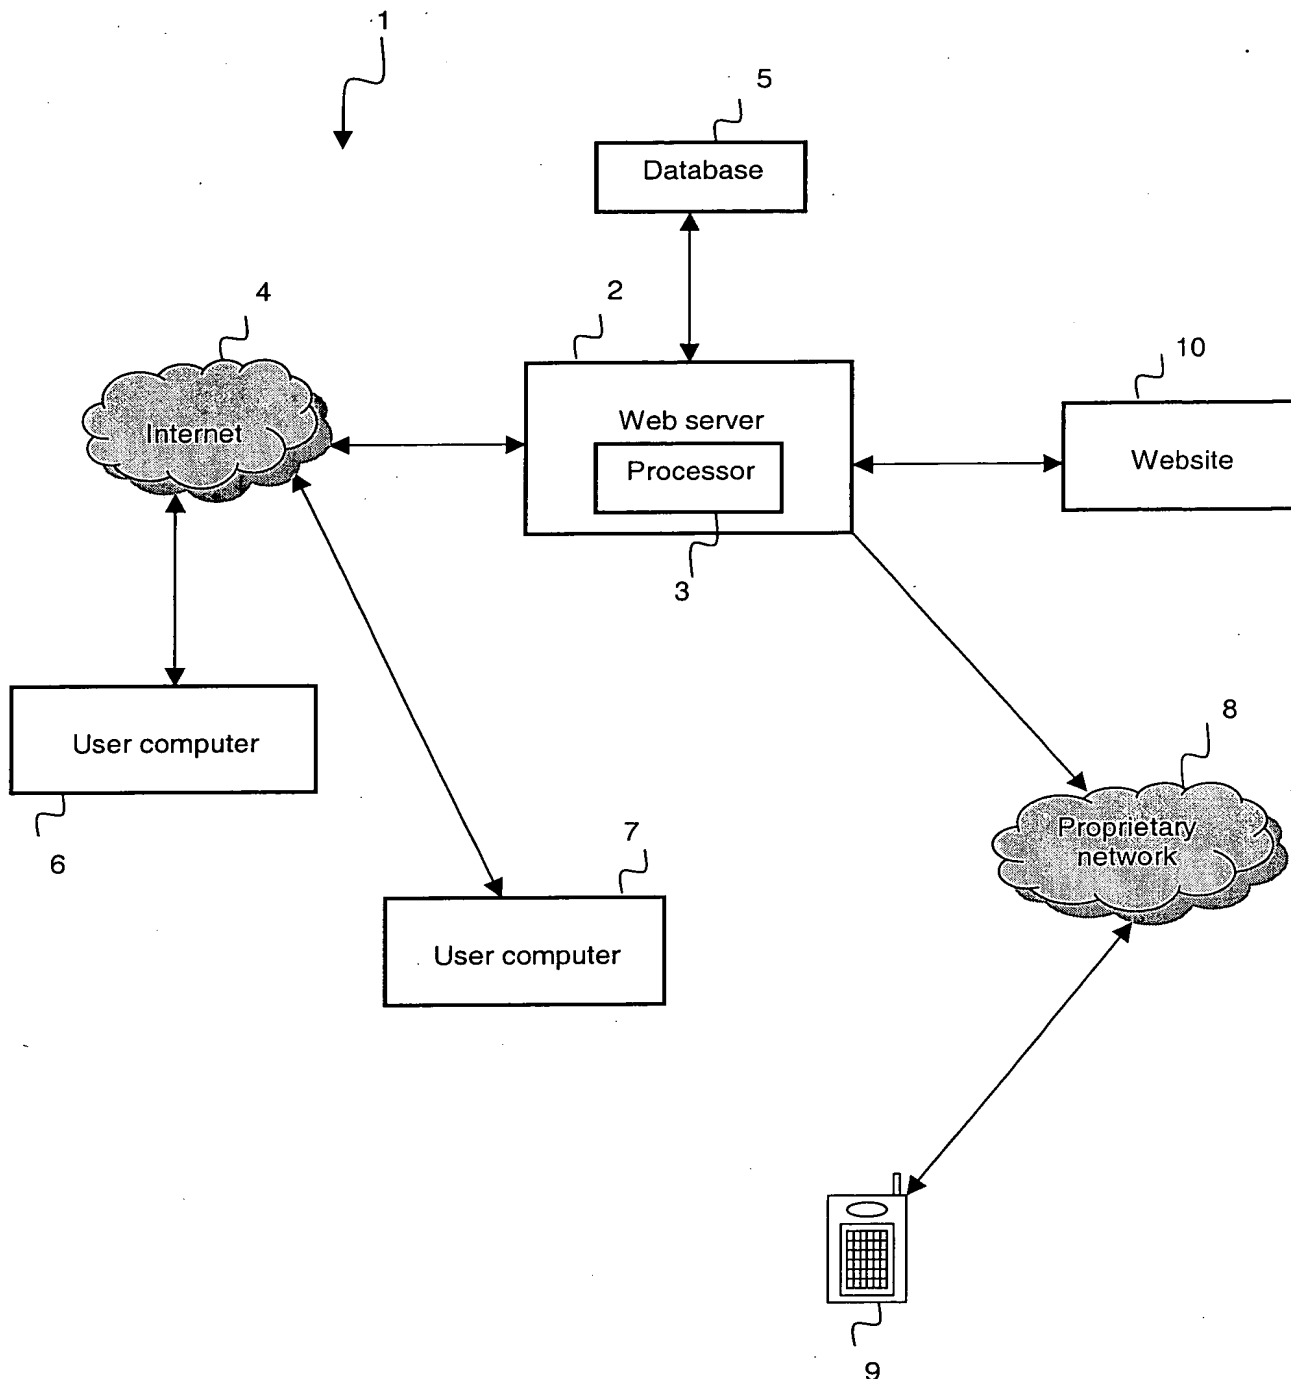 1
5
Database
4
2
10
Internet
Web server
Processor
Website
3
8
User computer
Proprietary
network
6
7
User computer
9